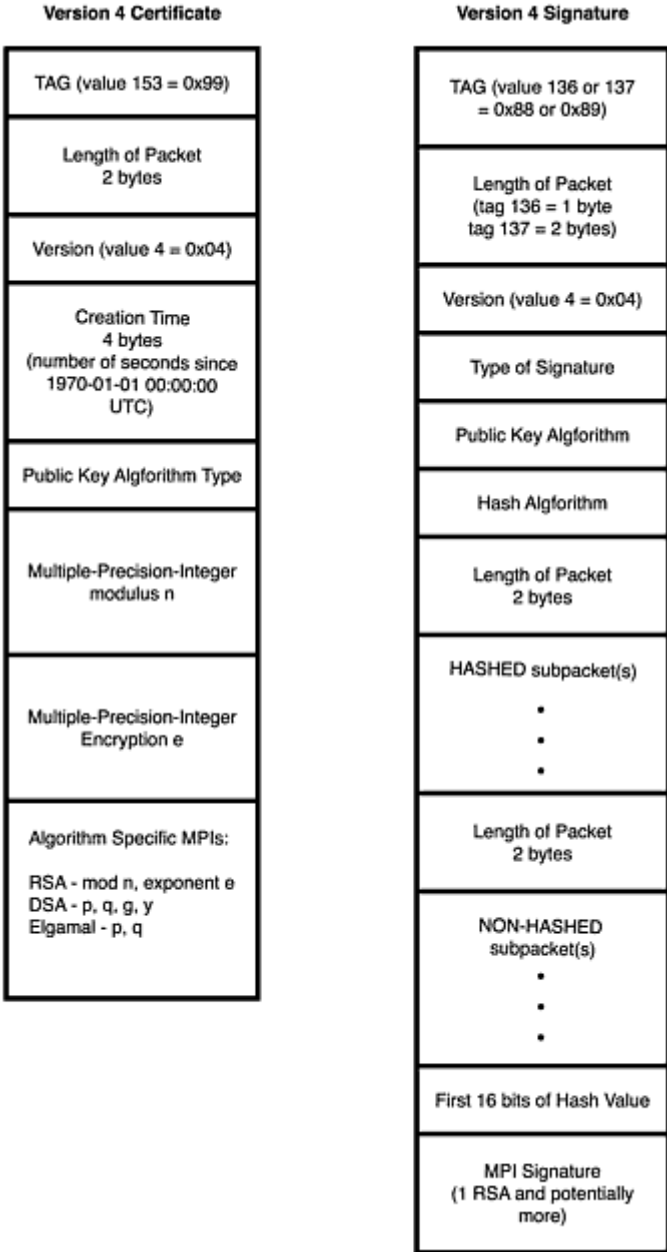 Version 4 Certificate
TAG (value 153 = 0x99)
Length of Packet
2 bytes
Version (value 4 = 0x04)
Creation Time
4 bytes
(number of seconds since
1970-01-01 00:00:00
UTC)
Public Key Algforithm Type
Multiple-Precision-Integer
modulus n
Multiple-Precision-Integer
Encryption e
Algorithm Specific MPIs:
RSA - mod n, exponent e
DSA - p, q, g, y
Elgamal - p, q
Version 4 Signature
TAG (value 136 or 137
= 0x88 or 0x89)
Length of Packet
(tag 136 = 1 byte
tag 137 = 2 bytes)
Version (value 4 = 0x04)
Type of Signature
Public Key Algforithm
Hash Algforithm
Length of Packet
2 bytes
HASHED subpacket(s)
Length of Packet
2 bytes
NON-HASHED
subpacket(s)
First 16 bits of Hash Value
MPI Signature
(1 RSA and potentially
more)